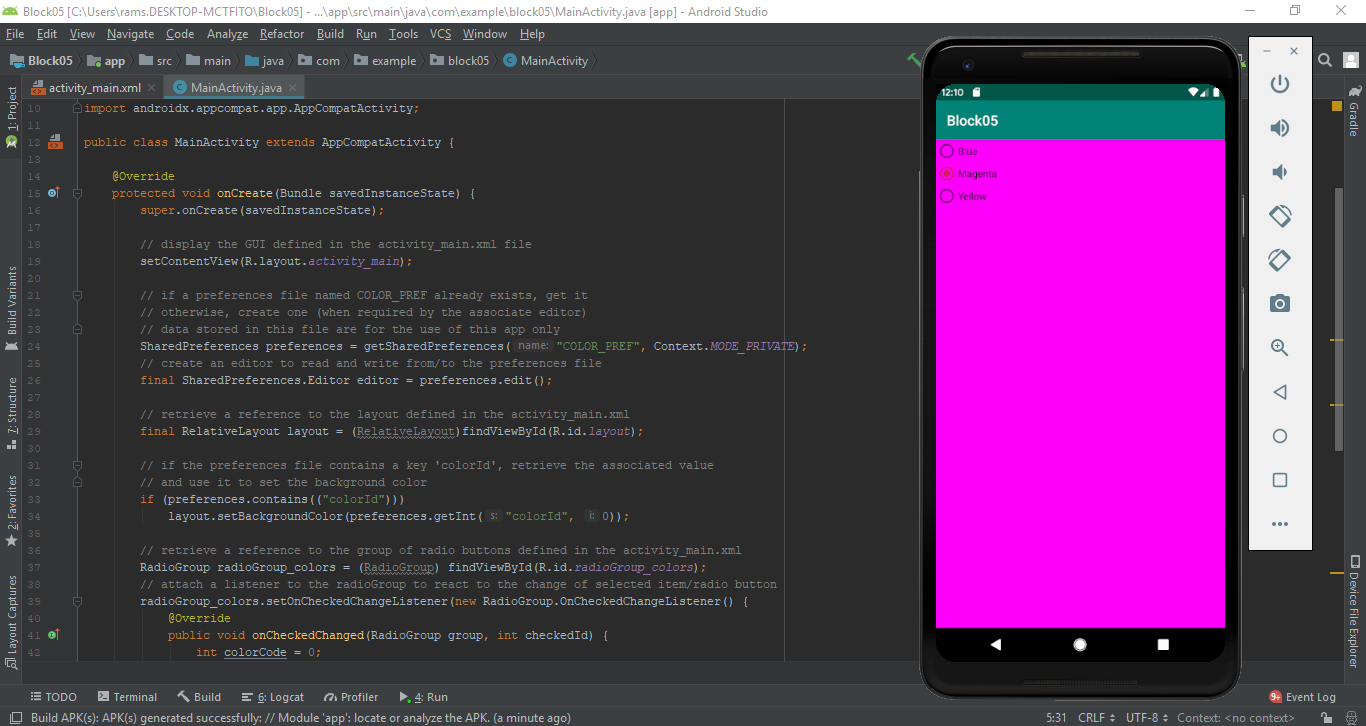 Block05 [C:\Users\rams.DESKTOP-MCTFITO\Block05] - ...\app\src\main\java\com\example\block05\MainActivity.java [app] - Android Studio
File Edit View Navigate Code Analyze Refactor Build Run Tools VCS Window Help
Block05 app src main java com example block05 MainActivity
activity_main.xml MainActivity.java
1: Project
Build Variants
7: Structure
2: Favorites
Layout Captures
10 import androidx.appcompat.app.AppCompatActivity;
11
12 public class MainActivity extends AppCompatActivity {
13
14 @Override
15 protected void onCreate(Bundle savedInstanceState) {
16 super.onCreate(savedInstanceState);
17
18 // display the GUI defined in the activity_main.xml file
19 setContentView(R.layout.activity_main);
20
21 // if a preferences file named COLOR_PREF already exists, get it
22 // otherwise, create one (when required by the associate editor)
23 // data stored in this file are for the use of this app only
24 SharedPreferences preferences = getSharedPreferences( name: "COLOR_PREF", Context.MODE_PRIVATE);
25 // create an editor to read and write from/to the preferences file
26 final SharedPreferences.Editor editor = preferences.edit();
27
28 // retrieve a reference to the layout defined in the activity_main.xml
29 final RelativeLayout layout = (RelativeLayout)findViewById(R.id.layout);
30
31 // if the preferences file contains a key 'colorId', retrieve the associated value
32 // and use it to set the background color
33 if (preferences.contains(("colorId")))
34 layout.setBackgroundColor(preferences.getInt( s: "colorId", i: 0));
35
36 // retrieve a reference to the group of radio buttons defined in the activity_main.xml
37 RadioGroup radioGroup_colors = (RadioGroup) findViewById(R.id.radioGroup_colors);
38 // attach a listener to the radioGroup to react to the change of selected item/radio button
39 radioGroup_colors.setOnCheckedChangeListener(new RadioGroup.OnCheckedChangeListener() {
40 @Override
41 public void onCheckedChanged(RadioGroup group, int checkedId) {
42 int colorCode = 0;
12:10
Block05
Blue
Magenta
Yellow
Gradle
Device File Explorer
TODO Terminal Build 6: Logcat Profiler 4: Run 9+ Event Log
Build APK(s): APK(s) generated successfully: // Module 'app': locate or analyze the APK. (a minute ago) 5:31 CRLF UTF-8 Context: <no context>